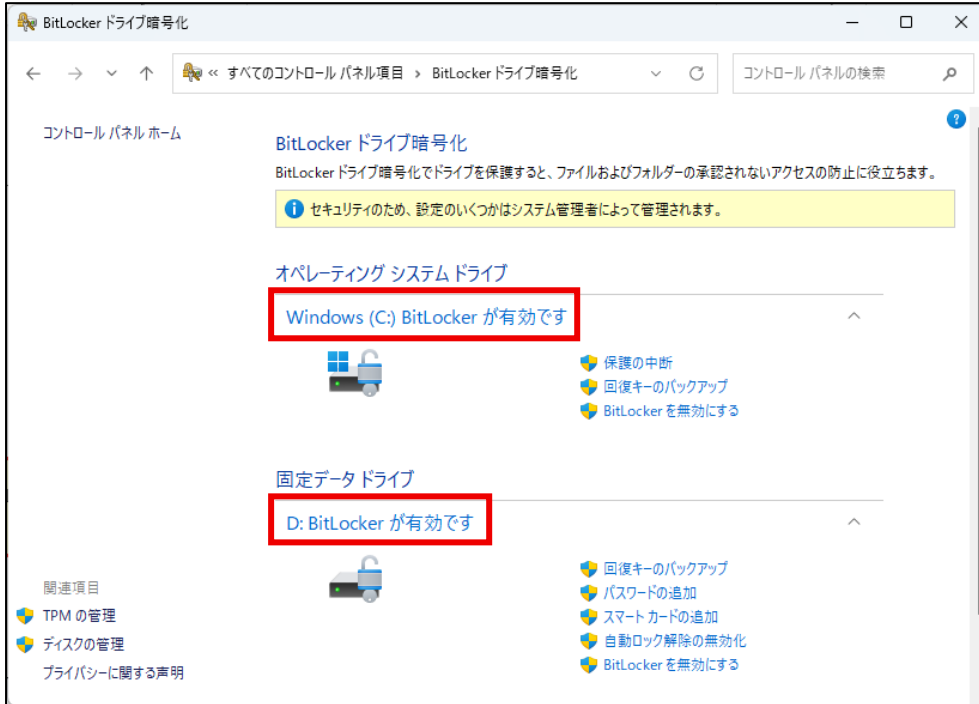 BitLocker ドライブ暗号化
« すべてのコントロール パネル項目 › BitLocker ドライブ暗号化
コントロール パネルの検索
コントロール パネル ホーム
BitLocker ドライブ暗号化
BitLocker ドライブ暗号化でドライブを保護すると、ファイルおよびフォルダーの承認されないアクセスの防止に役立ちます。
セキュリティのため、設定のいくつかはシステム管理者によって管理されます。
オペレーティング システム ドライブ
Windows (C:) BitLocker が有効です
保護の中断
回復キーのバックアップ
BitLocker を無効にする
固定データ ドライブ
D: BitLocker が有効です
回復キーのバックアップ
パスワードの追加
スマート カードの追加
自動ロック解除の無効化
BitLocker を無効にする
関連項目
TPM の管理
ディスクの管理
プライバシーに関する声明